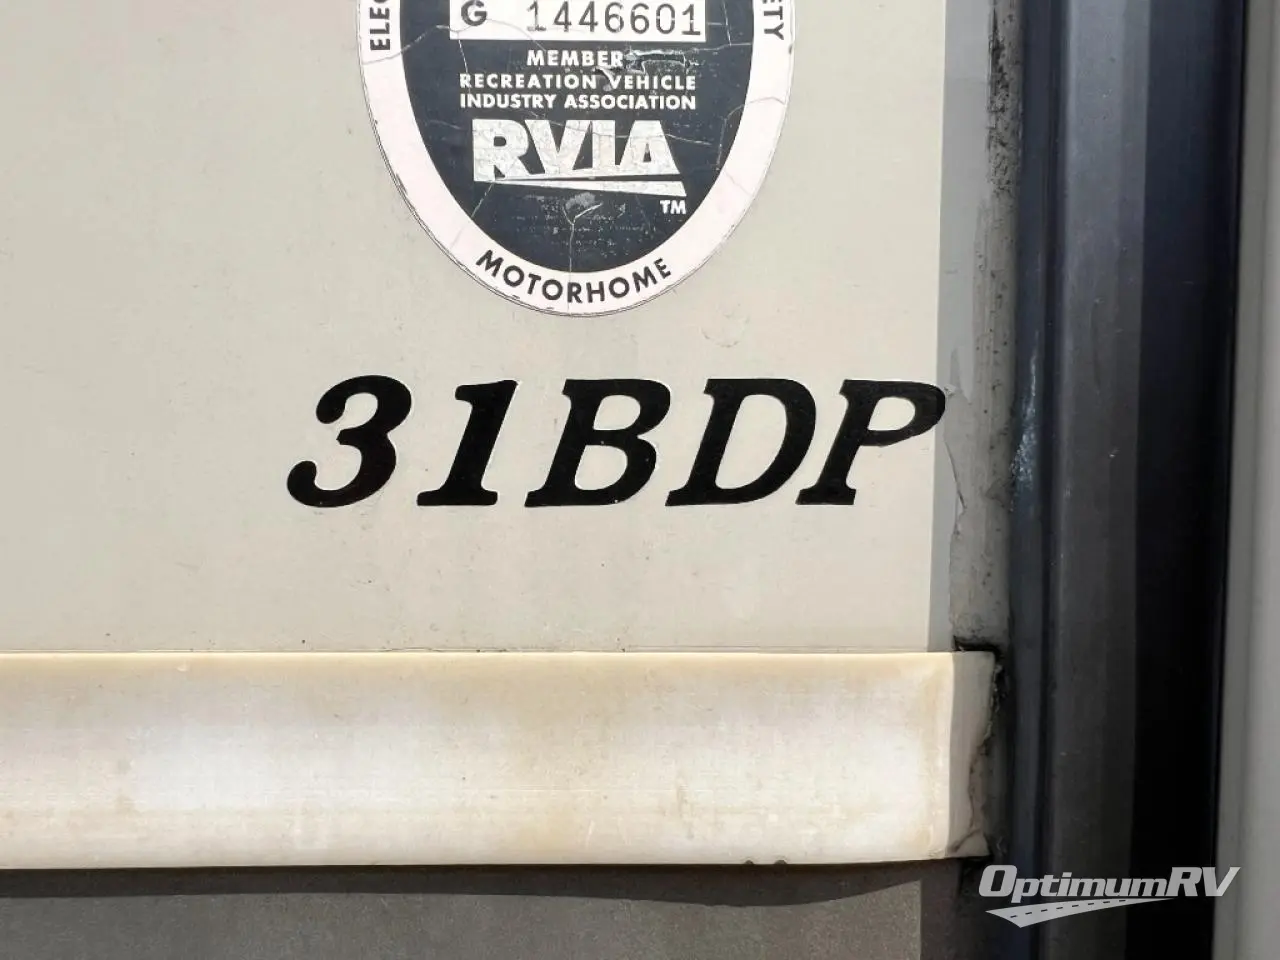 G 1446601
MEMBER
RECREATION VEHICLE
INDUSTRY ASSOCIATION
RVIA
TM
MOTORHOME
31BDP
OptimumRV